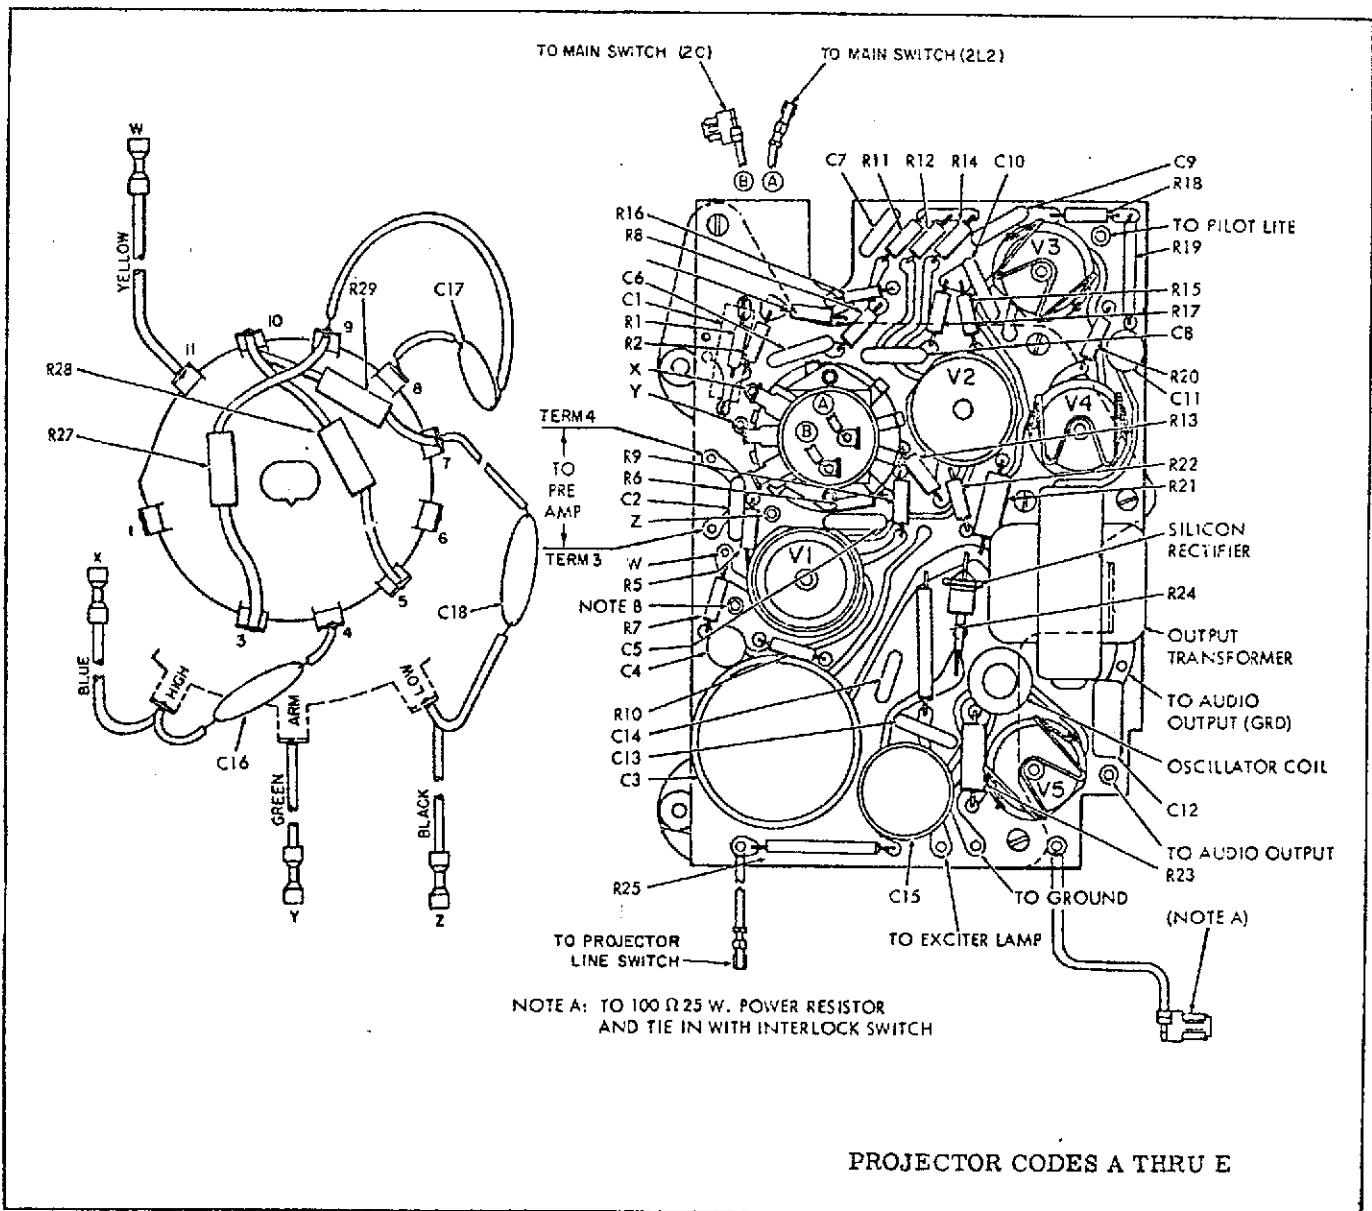 TO MAIN SWITCH (2C)
TO MAIN SWITCH (2L2)
B
A
W
YELLOW
11
10
R29
9
8
C17
R28
R27
7
1
6
5
C18
3
4
X
BLUE
HIGH
C16
ARM
LOW
GREEN
BLACK
Y
Z
C7
R11
R12
R14
C10
C9
R18
TO PILOT LITE
R19
R16
R8
C6
C1
R1
R2
X
Y
V3
R15
R17
C8
V2
R20
C11
V4
R13
A
B
TERM 4
TO
PRE
AMP
TERM 3
R9
R6
C2
Z
W
R5
NOTE B
R7
C5
C4
R22
R21
SILICON
RECTIFIER
R24
V1
OUTPUT
TRANSFORMER
TO AUDIO
OUTPUT (GRD)
R10
C14
C13
C3
OSCILLATOR COIL
V5
C12
TO AUDIO OUTPUT
R23
R25
C15
TO GROUND
TO EXCITER LAMP
(NOTE A)
TO PROJECTOR
LINE SWITCH
NOTE A: TO 100 Ω 25 W. POWER RESISTOR
AND TIE IN WITH INTERLOCK SWITCH
PROJECTOR CODES A THRU E